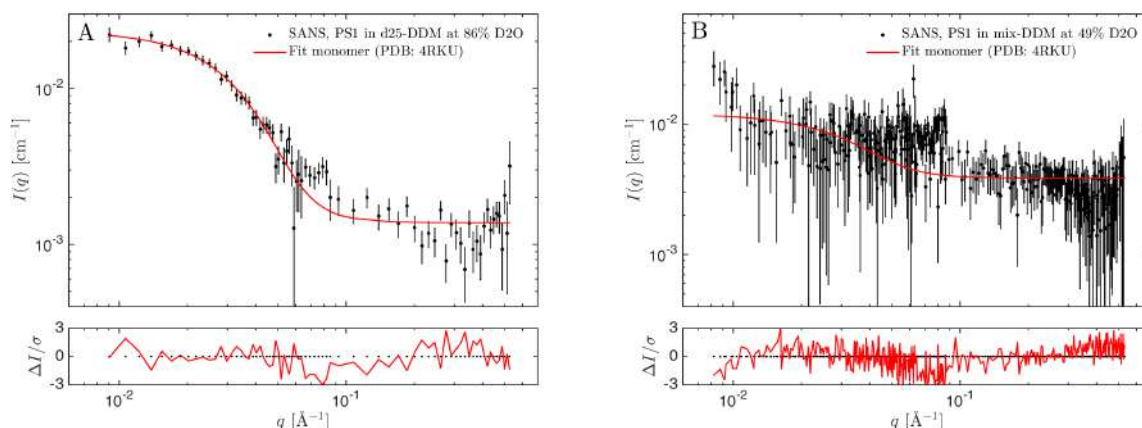 A
SANS, PS1 in d25-DDM at 86% D2O
Fit monomer (PDB: 4RKU)
10^{-2}
10^{-3}
I(q) [cm^{-1}]
3
0
-3
ΔI/σ
10^{-2}
10^{-1}
q [Å^{-1}]
B
SANS, PS1 in mix-DDM at 49% D2O
Fit monomer (PDB: 4RKU)
10^{-2}
10^{-3}
I(q) [cm^{-1}]
3
0
-3
ΔI/σ
10^{-2}
10^{-1}
q [Å^{-1}]